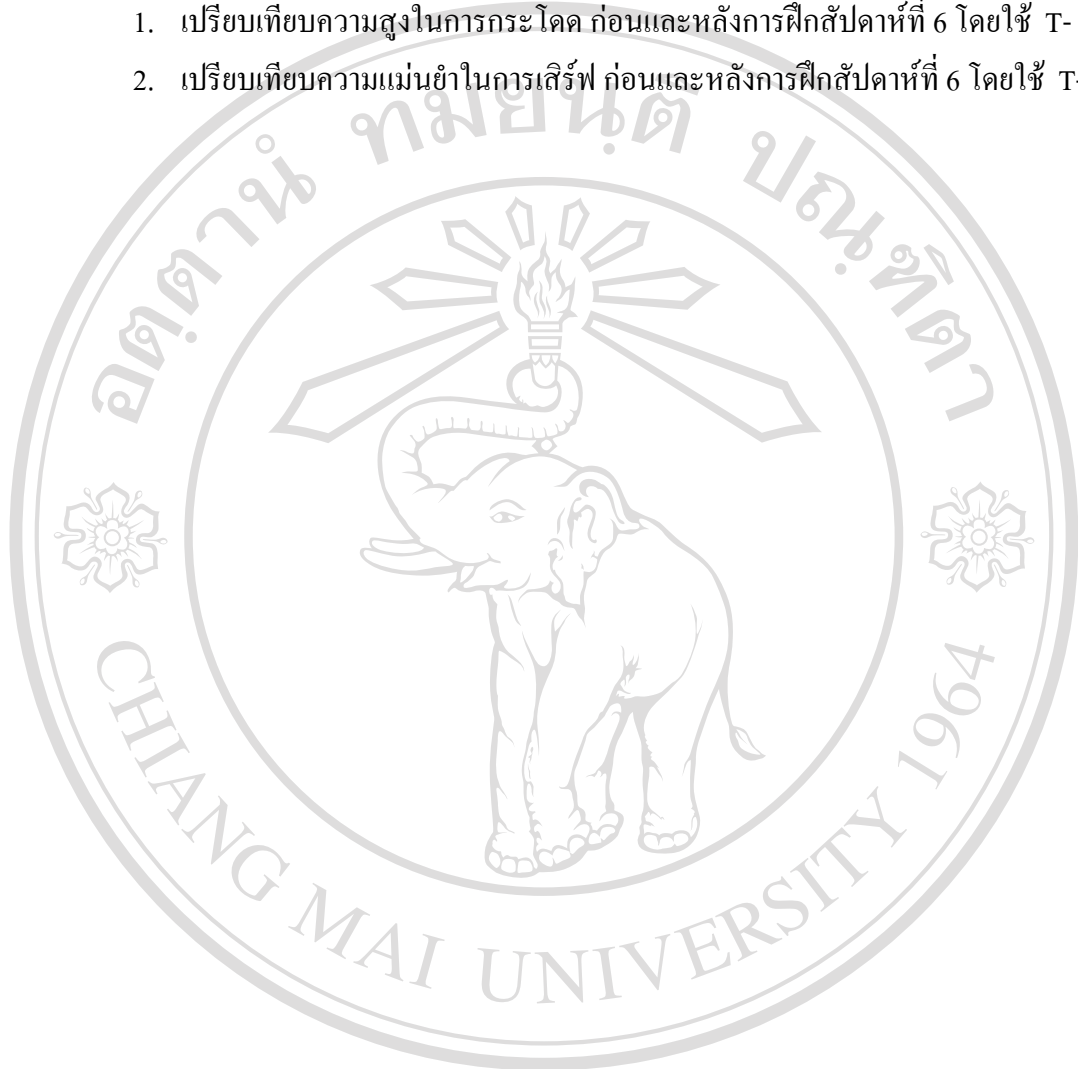 1. เปรียบเทียบความสูงในการกระโดด ก่อนและหลังการฝึกสัปดาห์ที่ 6 โดยใช้ T-
2. เปรียบเทียบความแม่นยำในการเสิร์ฟ ก่อนและหลังการฝึกสัปดาห์ที่ 6 โดยใช้ T-
อตฺตานํ ทมยนฺติ ปณฺฑิตา
CHIANG MAI UNIVERSITY 1964